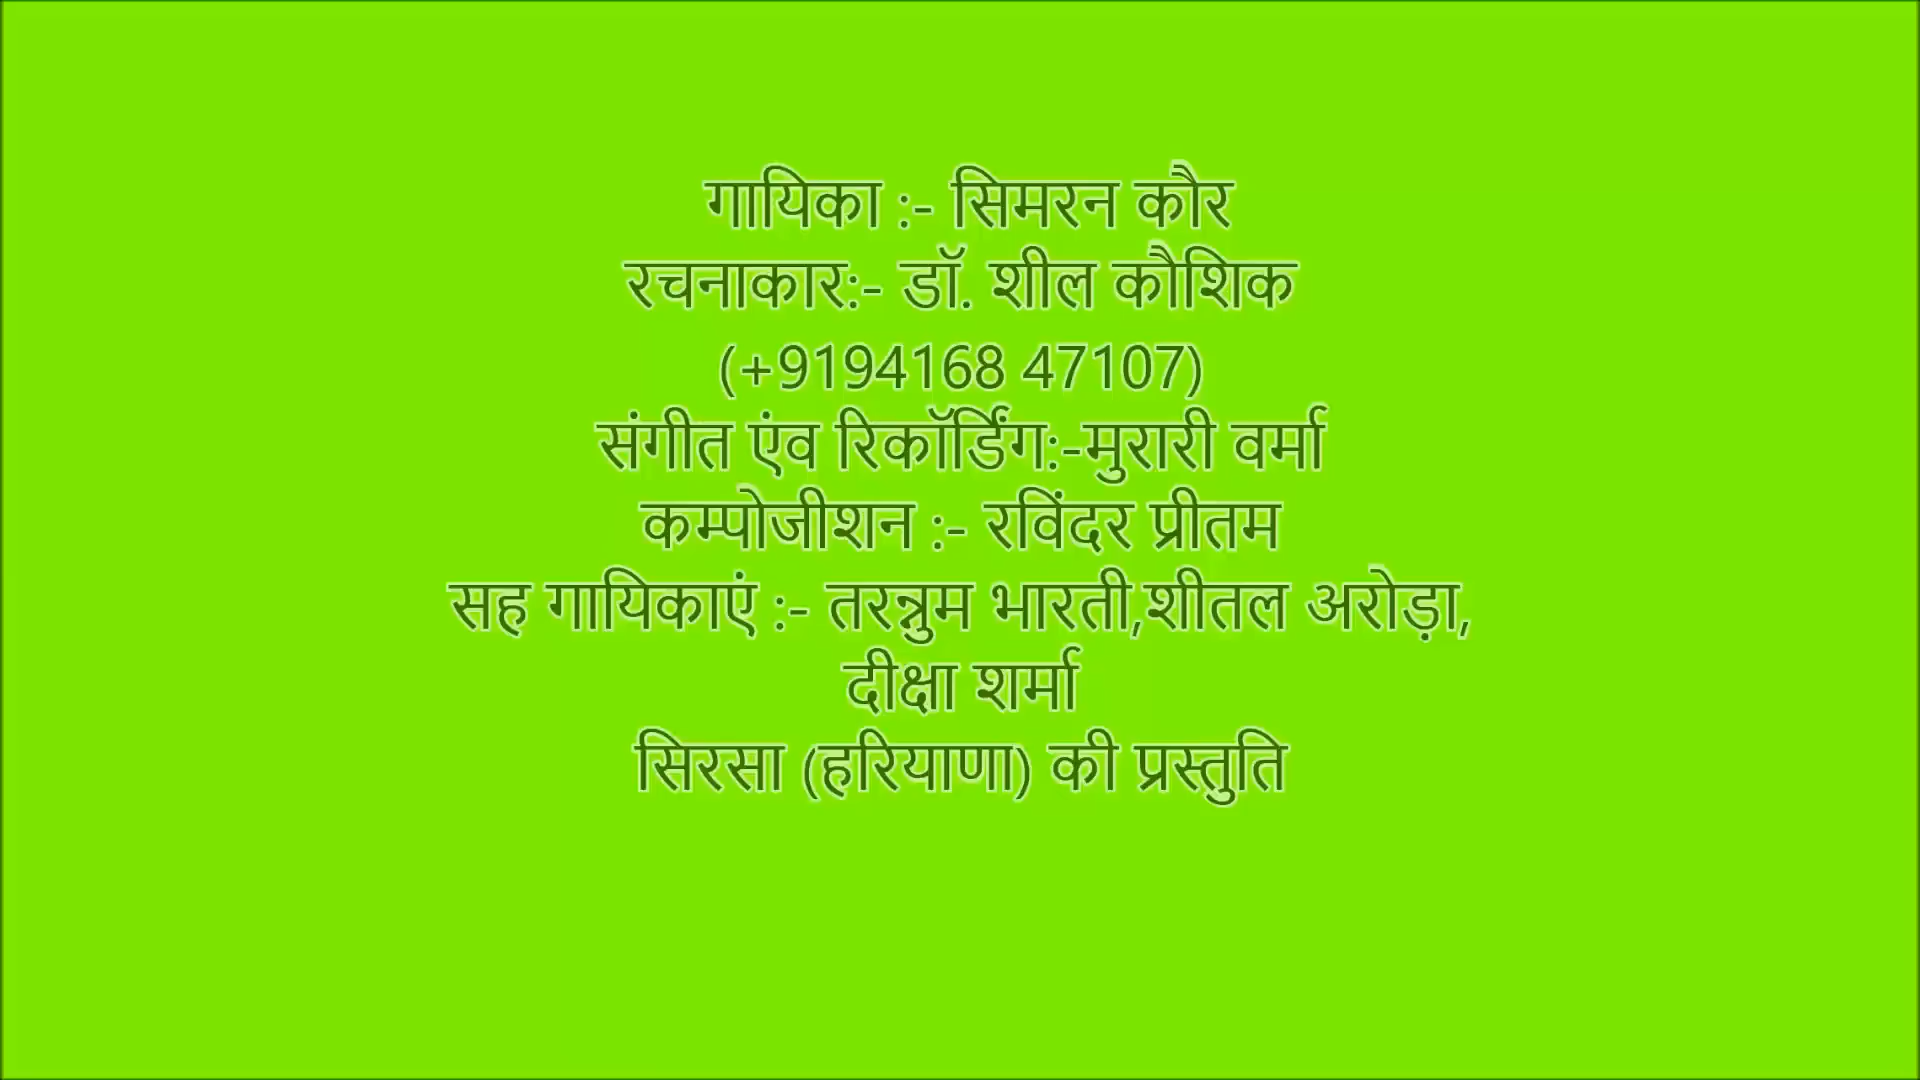 गायिका :- सिमरन कौर
रचनाकार:- डॉ. शील कौशिक
(+9194168 47107)
संगीत एंव रिकॉर्डिंग:-मुरारी वर्मा
कम्पोजीशन :- रविंदर प्रीतम
सह गायिकाएं :- तरन्नुम भारती,शीतल अरोड़ा,
दीक्षा शर्मा
सिरसा (हरियाणा) की प्रस्तुति